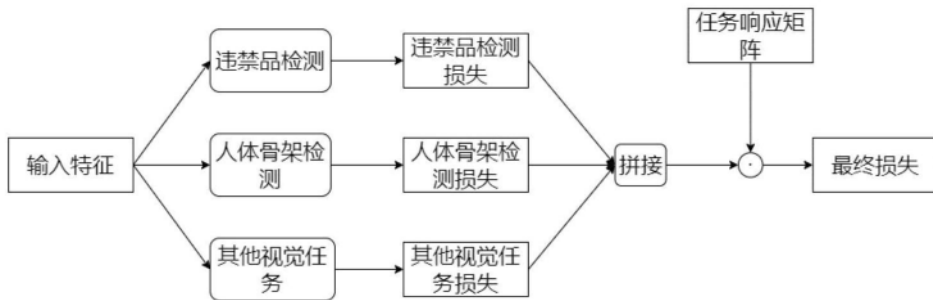 输入特征
违禁品检测
人体骨架检
测
其他视觉任
务
违禁品检测
损失
人体骨架检
测损失
其他视觉任
务损失
拼接
任务响应矩
阵
最终损失